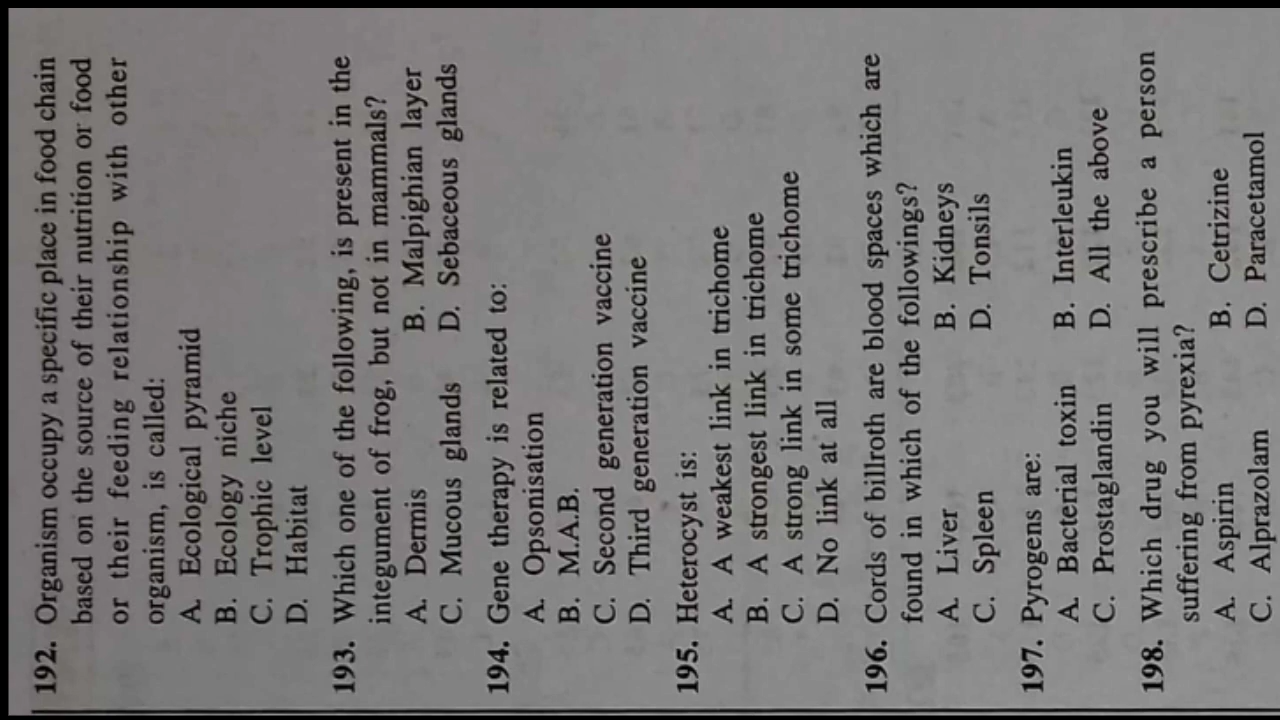 192. Organism occupy a specific place in food chain
based on the source of their nutrition or food
or their feeding relationship with other
organism, is called:
A. Ecological pyramid
B. Ecology niche
C. Trophic level
D. Habitat
193. Which one of the following, is present in the
integument of frog, but not in mammals?
A. Dermis B. Malpighian layer
C. Mucous glands D. Sebaceous glands
194. Gene therapy is related to:
A. Opsonisation
B. M.A.B.
C. Second generation vaccine
D. Third generation vaccine
195. Heterocyst is:
A. A weakest link in trichome
B. A strongest link in trichome
C. A strong link in some trichome
D. No link at all
196. Cords of billroth are blood spaces which are
found in which of the followings?
A. Liver B. Kidneys
C. Spleen D. Tonsils
197. Pyrogens are:
A. Bacterial toxin B. Interleukin
C. Prostaglandin D. All the above
198. Which drug you will prescribe a person
suffering from pyrexia?
A. Aspirin B. Cetrizine
C. Alprazolam D. Paracetamol